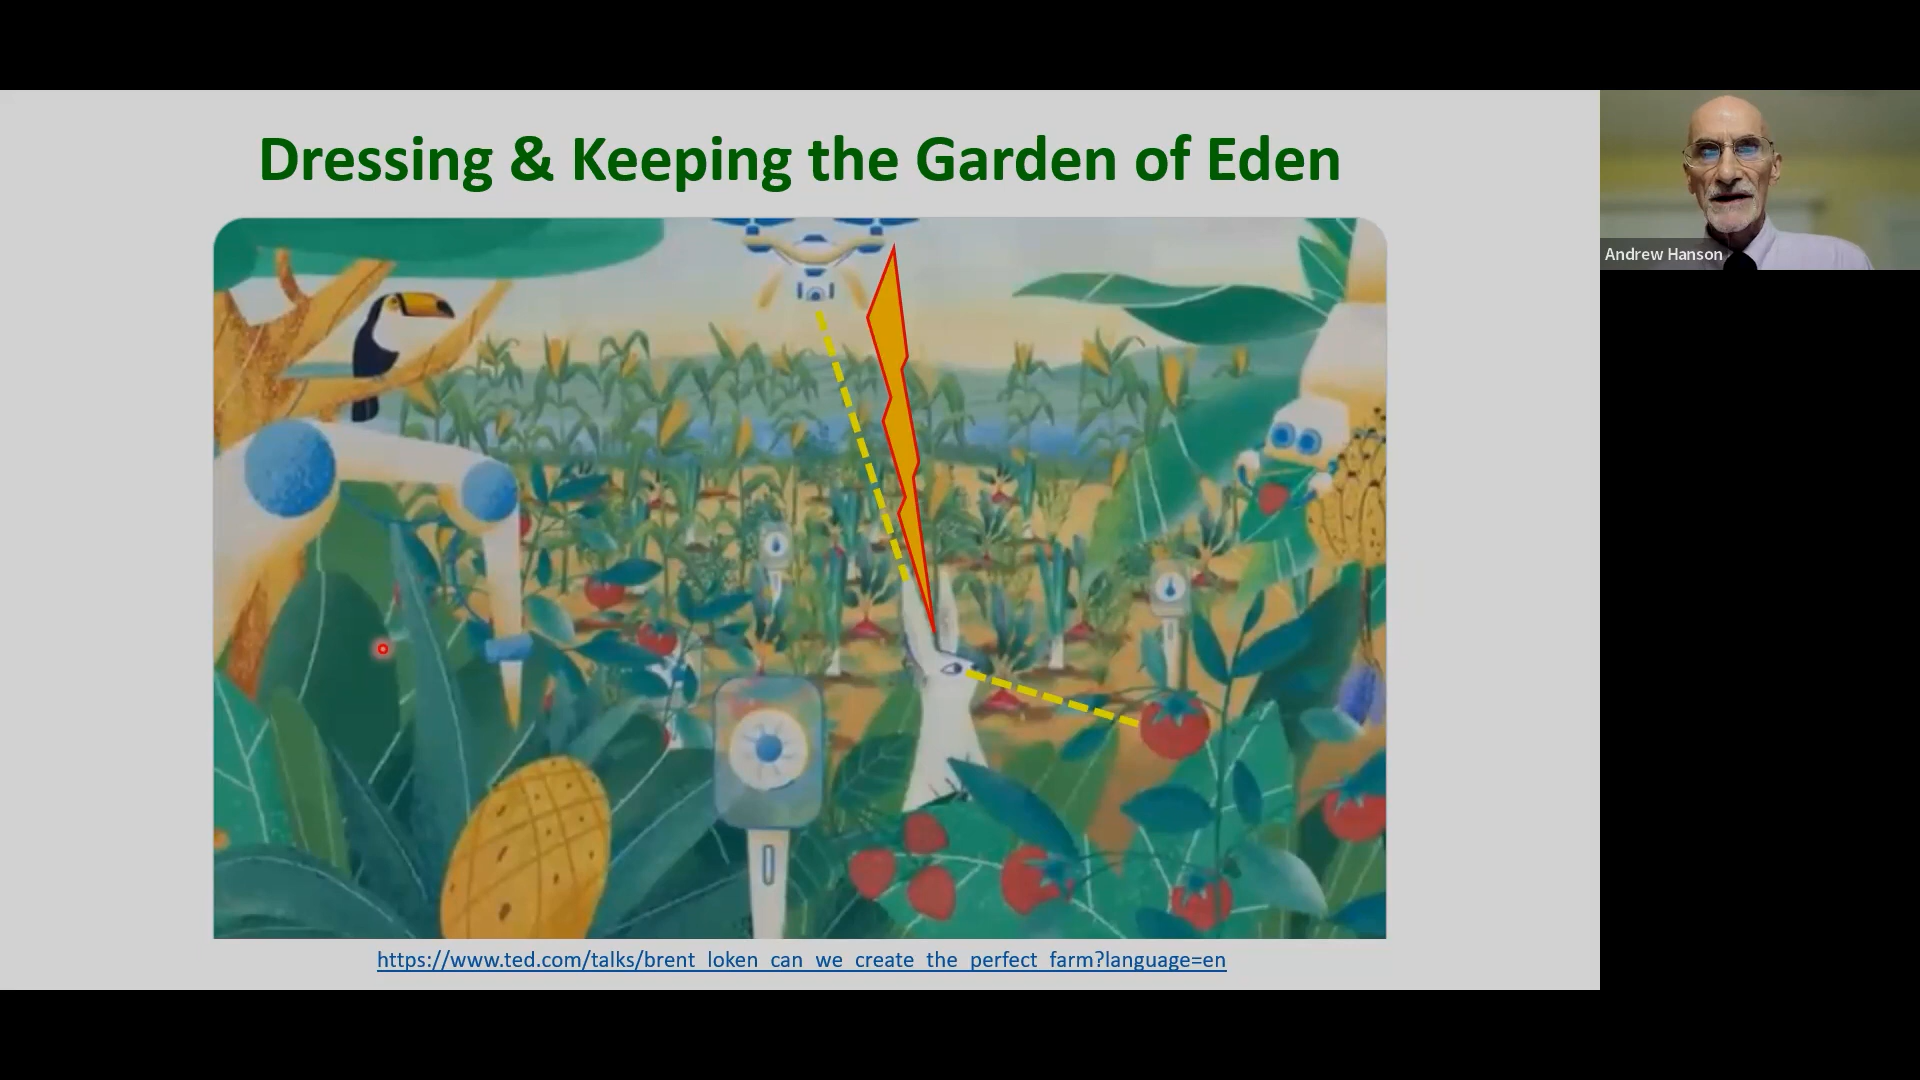 Dressing & Keeping the Garden of Eden
Andrew Hanson
https://www.ted.com/talks/brent_loken_can_we_create_the_perfect_farm?language=en